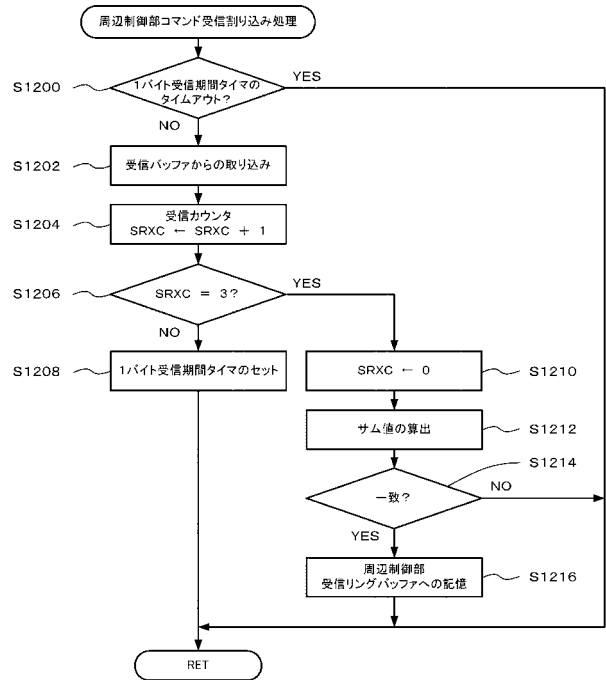 周辺制御部コマンド受信割り込み処理
S1200
1バイト受信期間タイマの
タイムアウト?
YES
NO
S1202
受信バッファからの取り込み
S1204
受信カウンタ
SRXC ← SRXC + 1
S1206
SRXC = 3?
YES
NO
S1208
1バイト受信期間タイマのセット
SRXC ← 0
S1210
サム値の算出
S1212
S1214
一致?
NO
YES
周辺制御部
受信リングバッファへの記憶
S1216
RET